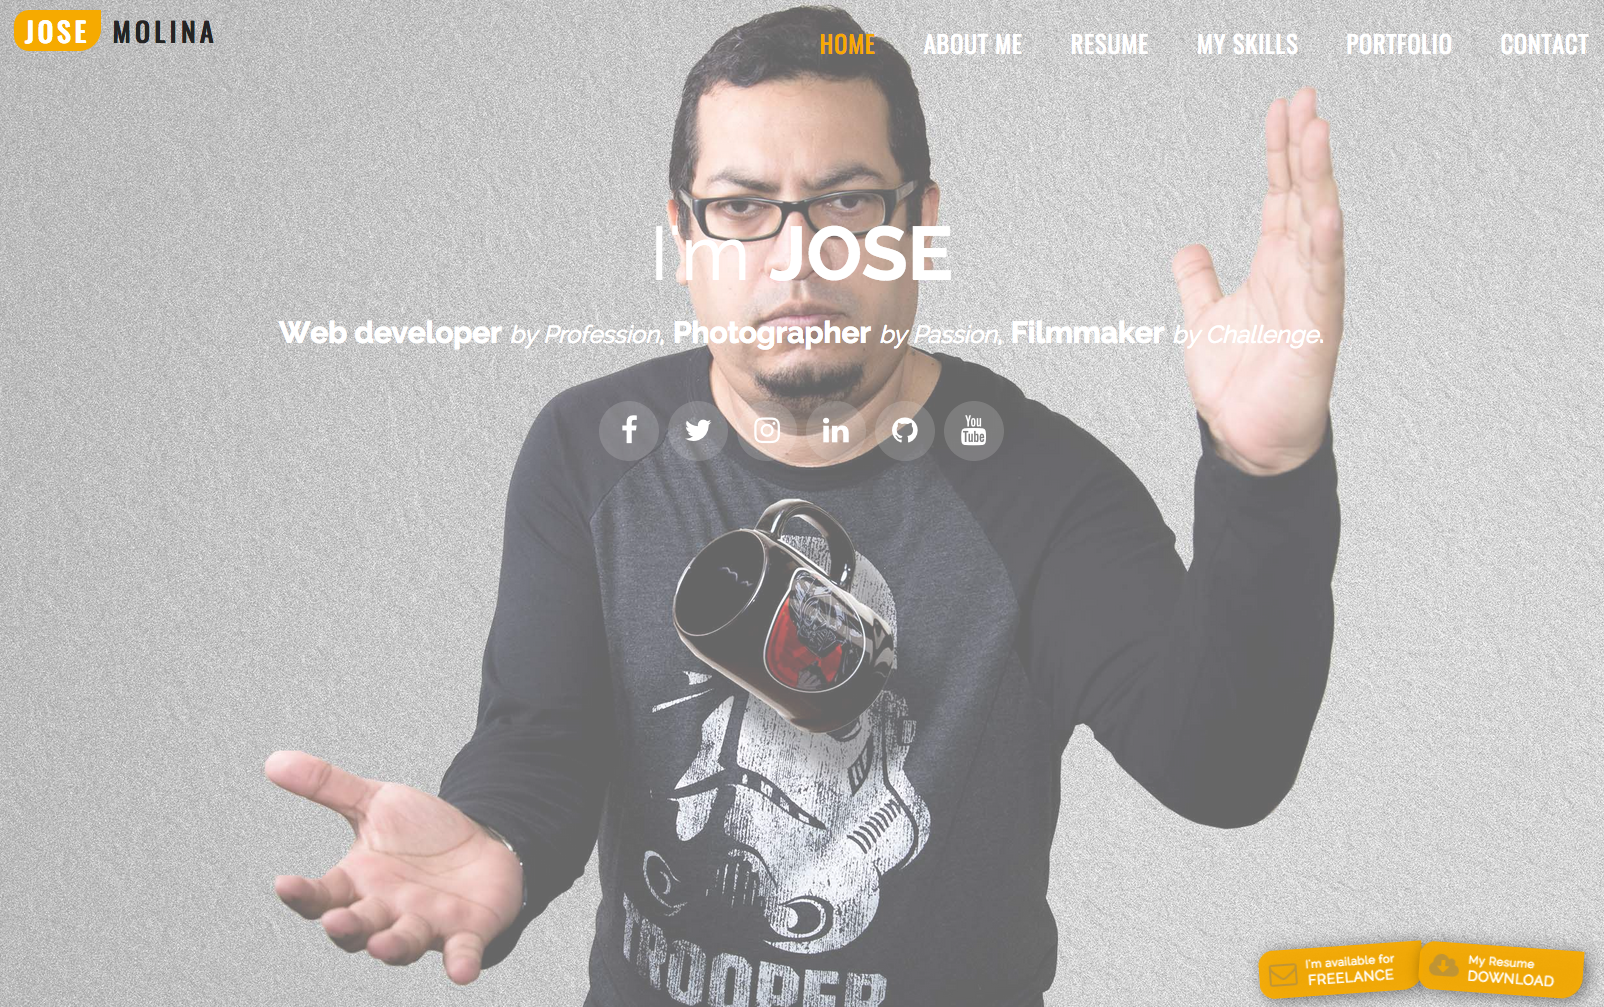 JOSE MOLINA
HOME ABOUT ME RESUME MY SKILLS PORTFOLIO CONTACT
I'm JOSE
Web developer by Profession, Photographer by Passion, Filmmaker by Challenge.
You
Tube
TROOPER
I'm available for
FREELANCE
My Resume
DOWNLOAD